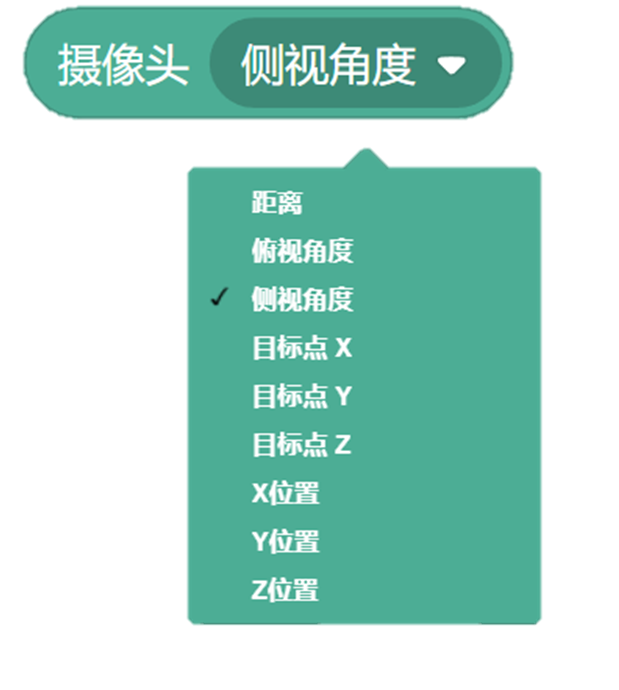 摄像头 侧视角度
距离
俯视角度
侧视角度
目标点 X
目标点 Y
目标点 Z
X位置
Y位置
Z位置